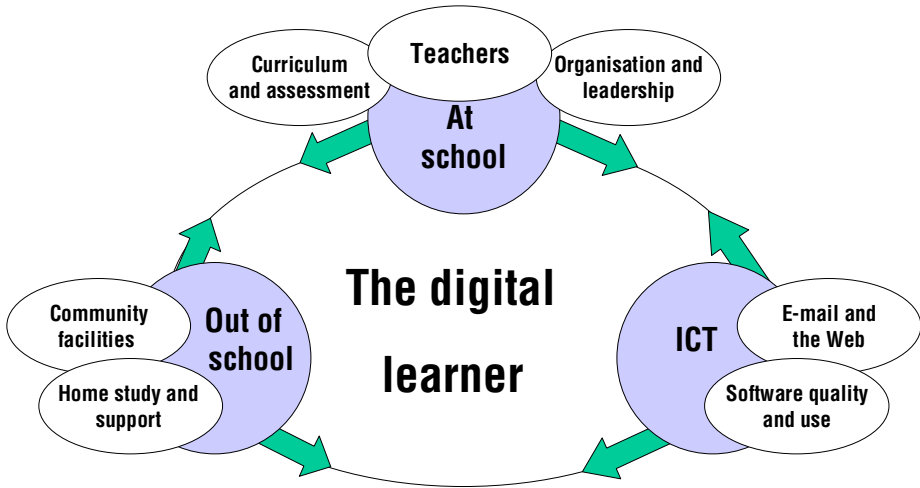 Teachers
Curriculum
and assessment
Organisation and
leadership
At
school
The digital
learner
Community
facilities
Out of
school
Home study and
support
ICT
E-mail and
the Web
Software quality
and use